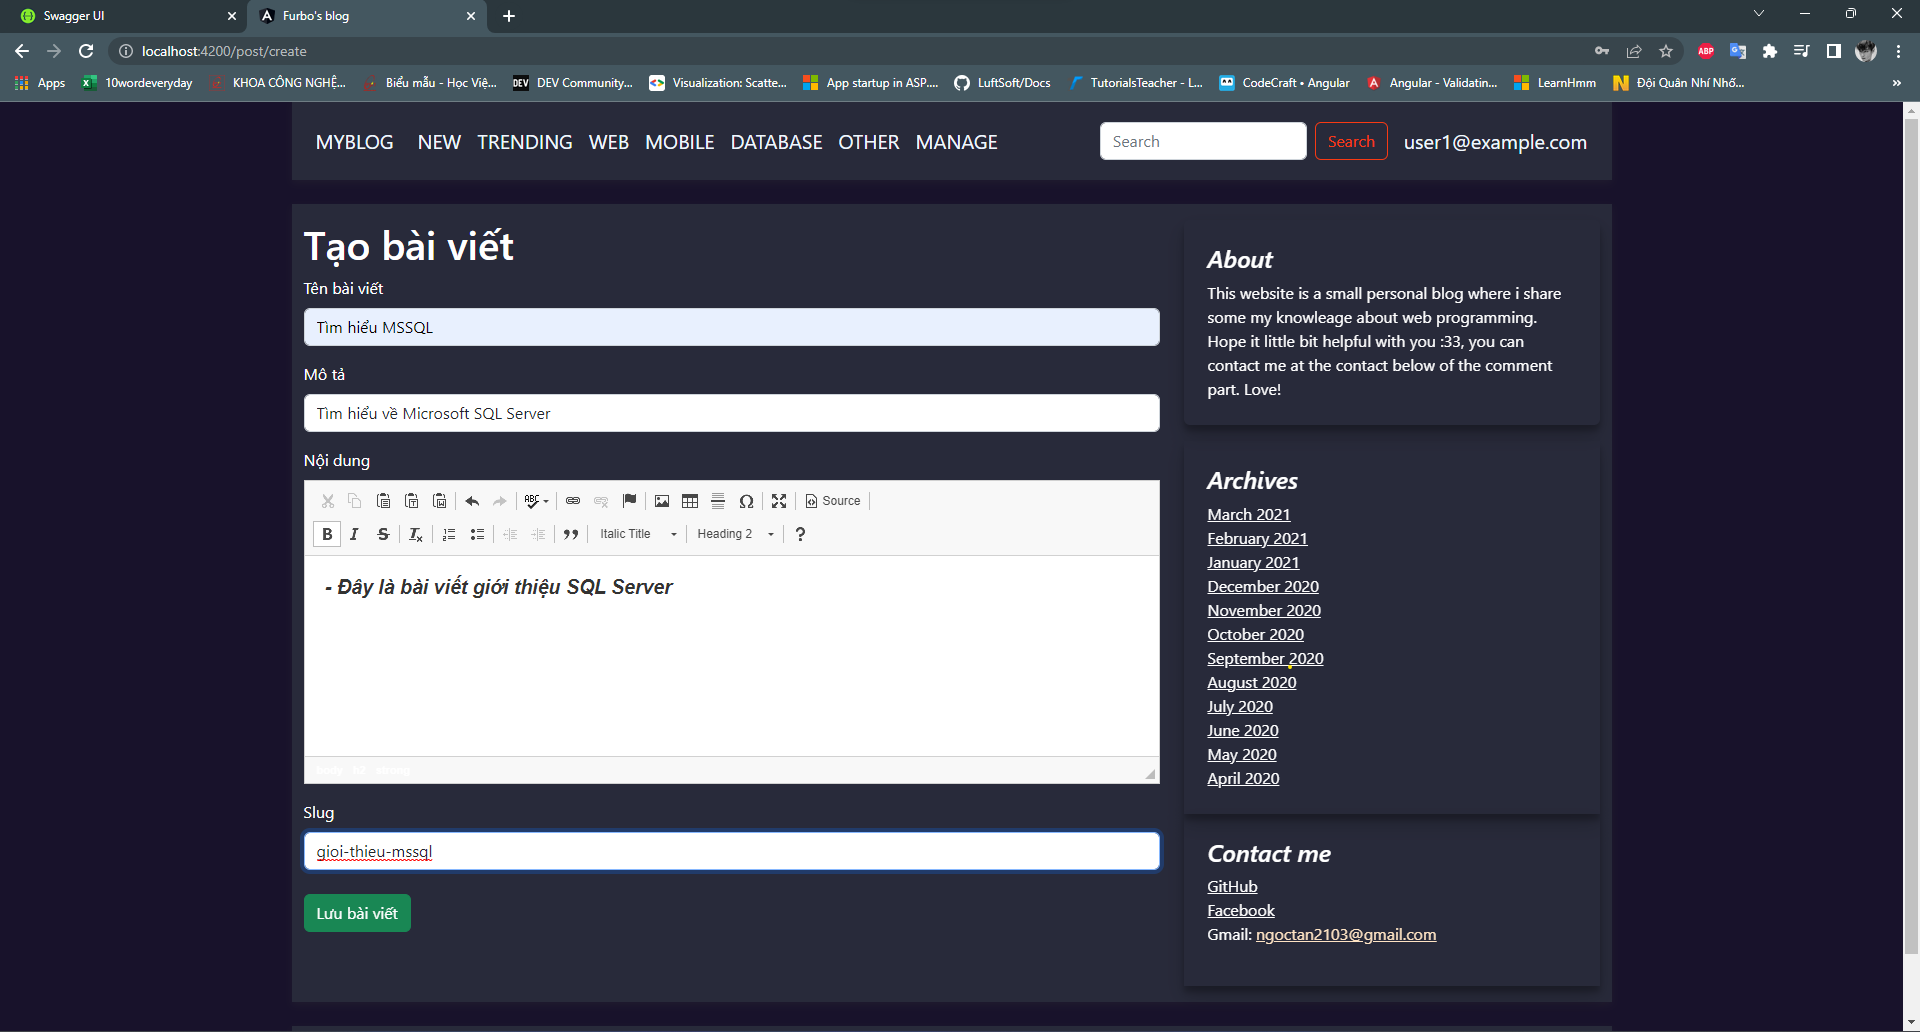 Swagger UI
Furbo's blog
localhost:4200/post/create
Apps
10wordeveryday
KHOA CÔNG NGHỆ...
Biểu mẫu - Học Việ...
DEV Community...
Visualization: Scatte...
App startup in ASP....
LuftSoft/Docs
TutorialsTeacher - L...
CodeCraft • Angular
Angular - Validatin...
LearnHmm
Đội Quân Nhí Nhố...
MYBLOG NEW TRENDING WEB MOBILE DATABASE OTHER MANAGE
Search
Search
user1@example.com
Tạo bài viết
Tên bài viết
Tìm hiểu MSSQL
Mô tả
Tìm hiểu về Microsoft SQL Server
Nội dung
Source
Italic Title
Heading 2
- Đây là bài viết giới thiệu SQL Server
body h2 strong
Slug
gioi-thieu-mssql
Lưu bài viết
About
This website is a small personal blog where i share
some my knowleage about web programming.
Hope it little bit helpful with you :33, you can
contact me at the contact below of the comment
part. Love!
Archives
March 2021
February 2021
January 2021
December 2020
November 2020
October 2020
September 2020
August 2020
July 2020
June 2020
May 2020
April 2020
Contact me
GitHub
Facebook
Gmail: ngoctan2103@gmail.com